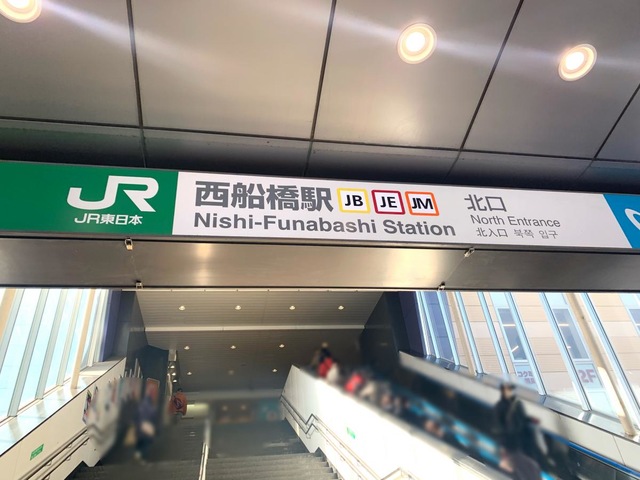 JR
JR東日本
西船橋駅 JB JE JM
Nishi-Funabashi Station
北口
North Entrance
北入口 북쪽 입구
2F